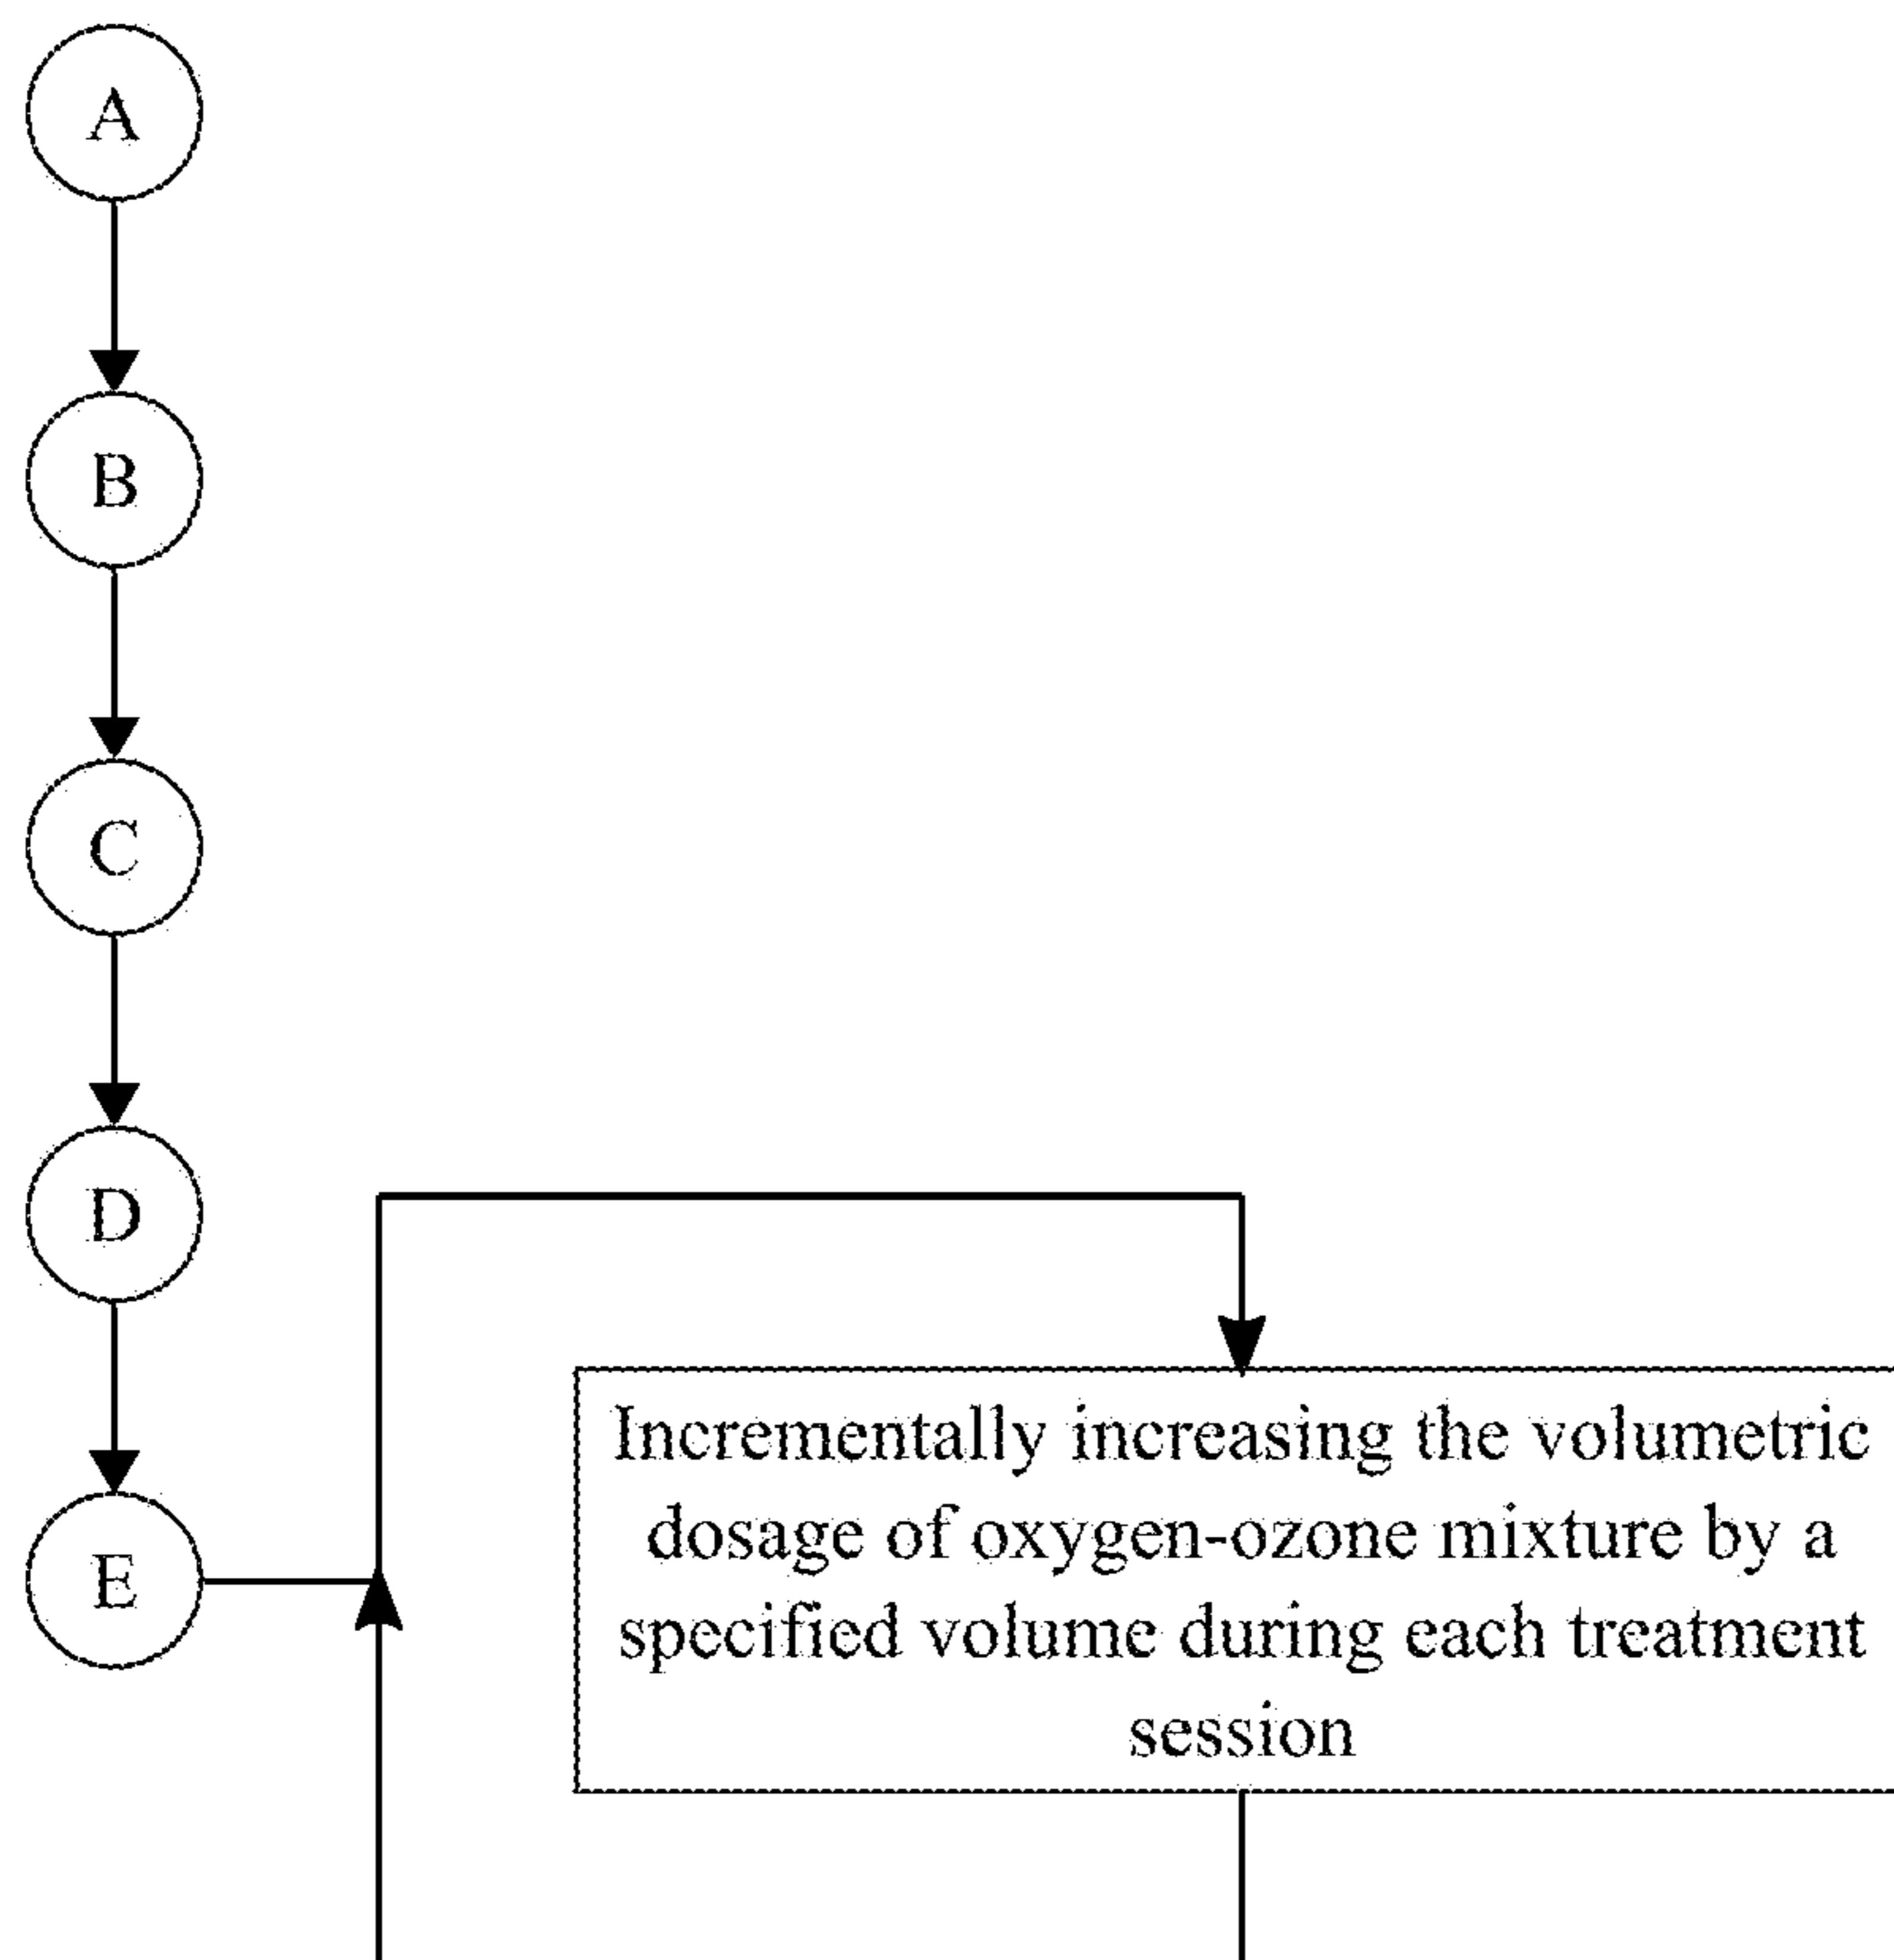 A
B
C
D
E
Incrementally increasing the volumetric
dosage of oxygen-ozone mixture by a
specified volume during each treatment
session